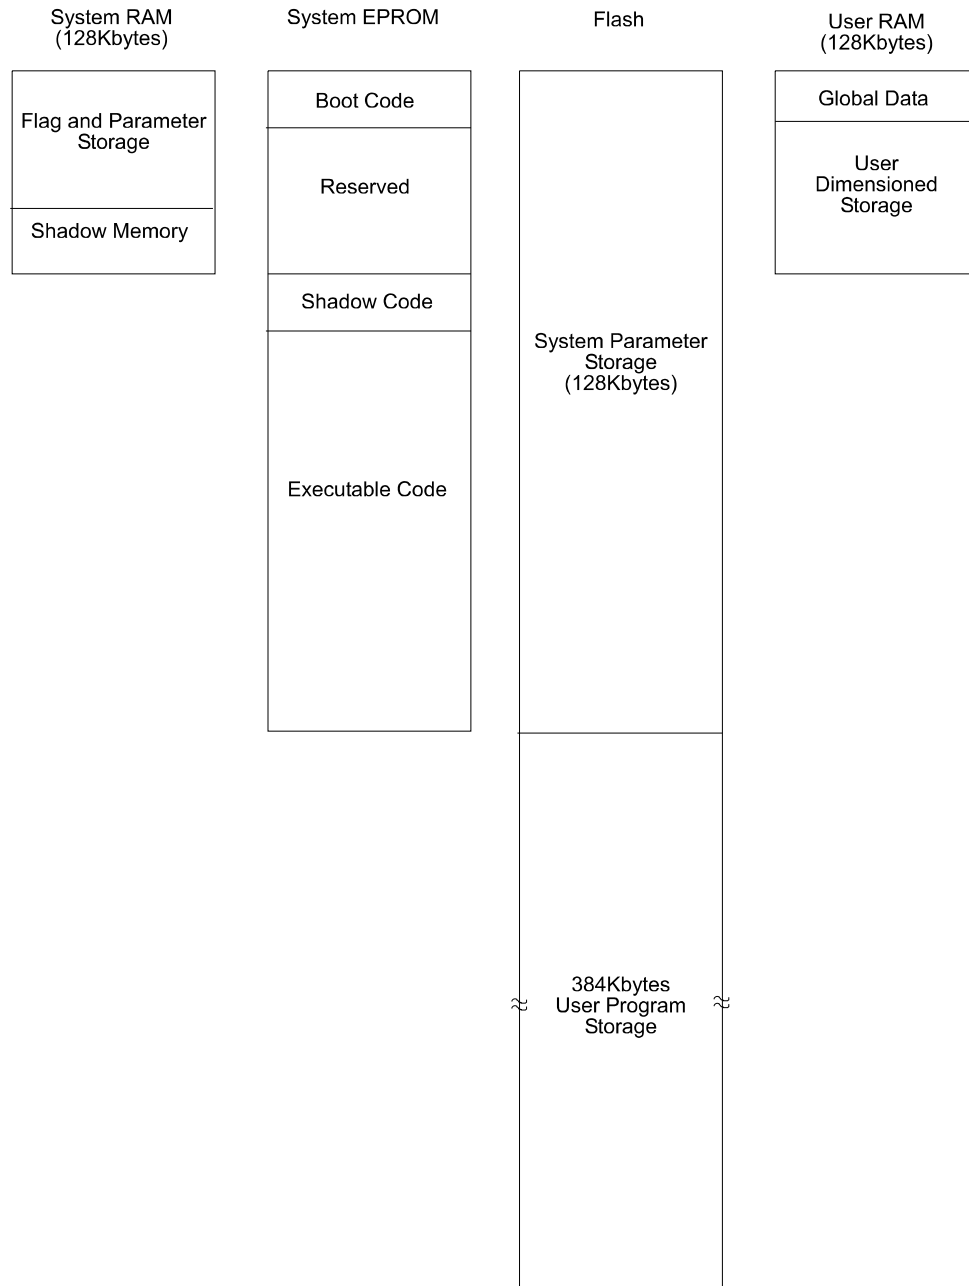 System RAM
(128Kbytes)
System EPROM
Flash
User RAM
(128Kbytes)
Flag and Parameter
Storage
Shadow Memory
Boot Code
Reserved
Shadow Code
Executable Code
System Parameter
Storage
(128Kbytes)
384Kbytes
User Program
Storage
Global Data
User
Dimensioned
Storage